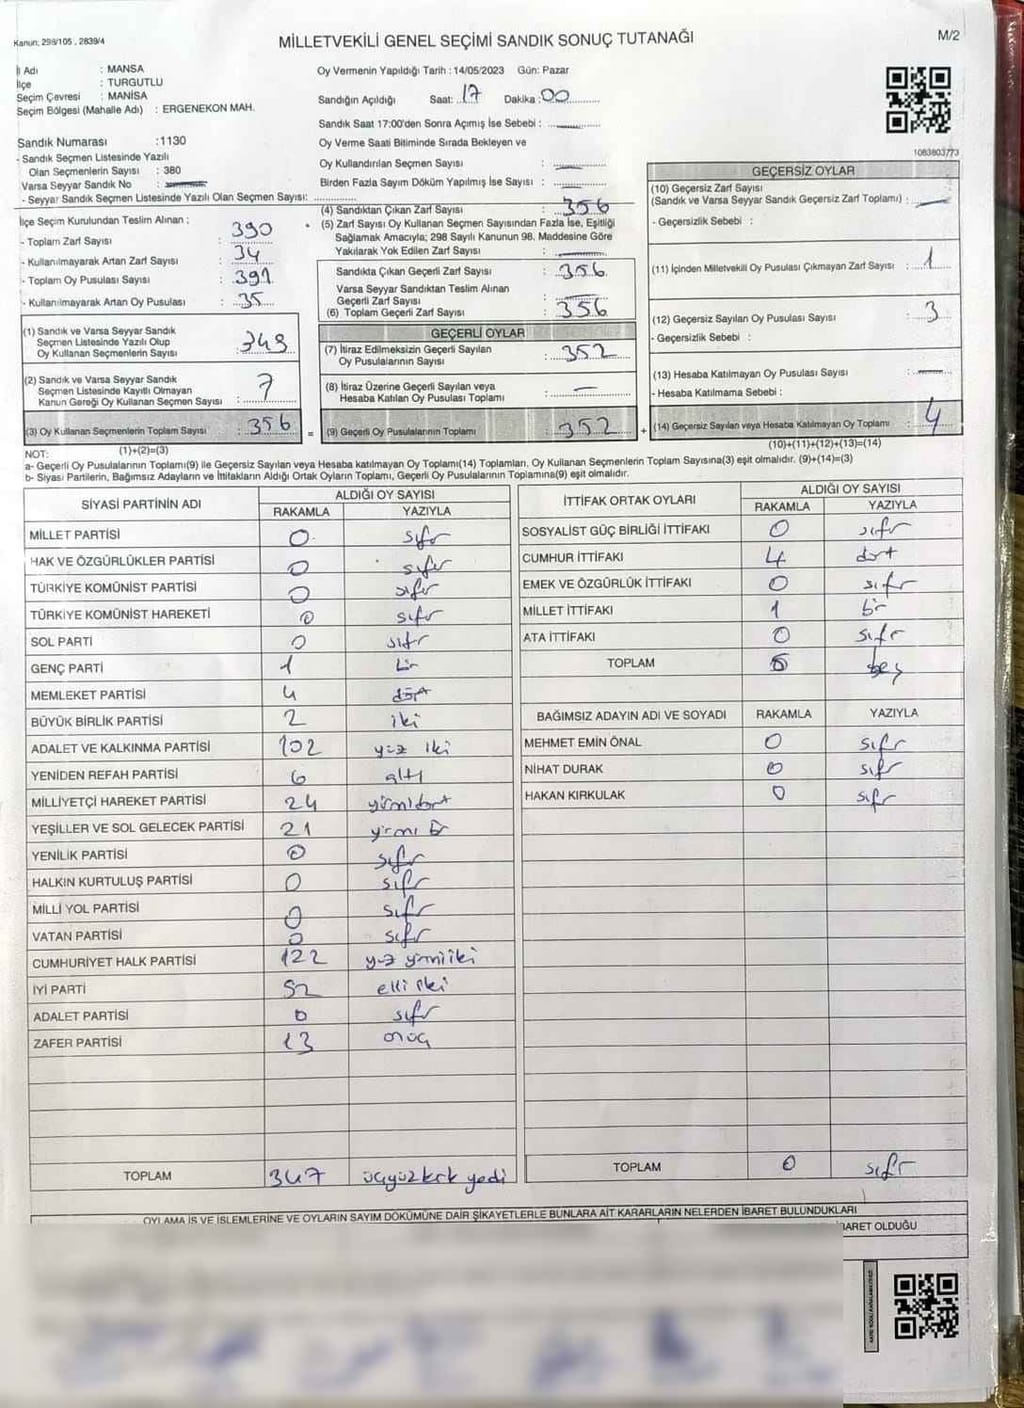 Kanun: 298/105 , 2839/4
MİLLETVEKİLİ GENEL SEÇİMİ SANDIK SONUÇ TUTANAĞI
M/2
İl Adı : MANSA
İlçe : TURGUTLU
Seçim Çevresi : MANİSA
Seçim Bölgesi (Mahalle Adı) : ERGENEKON MAH.
Oy Vermenin Yapıldığı Tarih : 14/05/2023 Gün: Pazar
Sandığın Açıldığı Saat: 17 Dakika : 00
Sandık Saat 17:00'den Sonra Açımış İse Sebebi : —
Oy Verme Saati Bitiminde Sırada Bekleyen ve
Oy Kullandırılan Seçmen Sayısı : —
Birden Fazla Sayım Döküm Yapılmış İse Sayısı : —
1083803773
Sandık Numarası :1130
- Sandık Seçmen Listesinde Yazılı
Olan Seçmenlerin Sayısı : 380
Varsa Seyyar Sandık No : —
- Seyyar Sandık Seçmen Listesinde Yazılı Olan Seçmen Sayısı:
İlçe Seçim Kurulundan Teslim Alınan ;
- Toplam Zarf Sayısı : 390
- Kullanılmayarak Artan Zarf Sayısı : 34
- Toplam Oy Pusulası Sayısı : 391
- Kullanılmayarak Artan Oy Pusulası : 35
(1) Sandık ve Varsa Seyyar Sandık
Seçmen Listesinde Yazılı Olup
Oy Kullanan Seçmenlerin Sayısı : 349
(2) Sandık ve Varsa Seyyar Sandık
Seçmen Listesinde Kayıtlı Olmayan
Kanun Gereği Oy Kullanan Seçmen Sayısı : 7
(3) Oy Kullanan Seçmenlerin Toplam Sayısı : 356
(1)+(2)=(3)
(4) Sandıktan Çıkan Zarf Sayısı : 356
(5) Zarf Sayısı Oy Kullanan Seçmen Sayısından Fazla İse, Eşitliği
Sağlamak Amacıyla; 298 Sayılı Kanunun 98. Maddesine Göre
Yakılarak Yok Edilen Zarf Sayısı : —
Sandıkta Çıkan Geçerli Zarf Sayısı : 356
Varsa Seyyar Sandıktan Teslim Alınan
Geçerli Zarf Sayısı : —
(6) Toplam Geçerli Zarf Sayısı : 356
GEÇERLİ OYLAR
(7) İtiraz Edilmeksizin Geçerli Sayılan
Oy Pusulalarının Sayısı : 352
(8) İtiraz Üzerine Geçerli Sayılan veya
Hesaba Katılan Oy Pusulası Toplamı : —
= (9) Geçerli Oy Pusulalarının Toplamı : 352
GEÇERSİZ OYLAR
(10) Geçersiz Zarf Sayısı
(Sandık ve Varsa Seyyar Sandık Geçersiz Zarf Toplamı) : —
- Geçersizlik Sebebi :
(11) İçinden Milletvekili Oy Pusulası Çıkmayan Zarf Sayısı : 1
(12) Geçersiz Sayılan Oy Pusulası Sayısı : 3
- Geçersizlik Sebebi :
(13) Hesaba Katılmayan Oy Pusulası Sayısı : —
- Hesaba Katılmama Sebebi :
+ (14) Geçersiz Sayılan veya Hesaba Katılmayan Oy Toplamı : 4
(10)+(11)+(12)+(13)=(14)
NOT:
a- Geçerli Oy Pusulalarının Toplamı(9) ile Geçersiz Sayılan veya Hesaba katılmayan Oy Toplamı(14) Toplamları, Oy Kullanan Seçmenlerin Toplam Sayısına(3) eşit olmalıdır. (9)+(14)=(3)
b- Siyasi Partilerin, Bağımsız Adayların ve İttifakların Aldığı Ortak Oyların Toplamı, Geçerli Oy Pusulalarının Toplamına(9) eşit olmalıdır.
SİYASİ PARTİNİN ADI ALDIĞI OY SAYISI
RAKAMLA YAZIYLA
MİLLET PARTİSİ 0 sıfır
HAK VE ÖZGÜRLÜKLER PARTİSİ 0 sıfır
TÜRKİYE KOMÜNİST PARTİSİ 0 sıfır
TÜRKİYE KOMÜNİST HAREKETİ 0 sıfır
SOL PARTİ 0 sıfır
GENÇ PARTİ 1 bir
MEMLEKET PARTİSİ 4 dört
BÜYÜK BİRLİK PARTİSİ 2 iki
ADALET VE KALKINMA PARTİSİ 102 yüz iki
YENİDEN REFAH PARTİSİ 6 altı
MİLLİYETÇİ HAREKET PARTİSİ 24 yirmidört
YEŞİLLER VE SOL GELECEK PARTİSİ 21 yirmi bir
YENİLİK PARTİSİ 0 sıfır
HALKIN KURTULUŞ PARTİSİ 0 sıfır
MİLLİ YOL PARTİSİ 0 sıfır
VATAN PARTİSİ 0 sıfır
CUMHURİYET HALK PARTİSİ 122 yüz yirmiiki
İYİ PARTİ 52 elli iki
ADALET PARTİSİ 0 sıfır
ZAFER PARTİSİ 13 onüç
TOPLAM 347 üçyüzkırk yedi
İTTİFAK ORTAK OYLARI ALDIĞI OY SAYISI
RAKAMLA YAZIYLA
SOSYALİST GÜÇ BİRLİĞİ İTTİFAKI 0 sıfır
CUMHUR İTTİFAKI 4 dört
EMEK VE ÖZGÜRLÜK İTTİFAKI 0 sıfır
MİLLET İTTİFAKI 1 bir
ATA İTTİFAKI 0 sıfır
TOPLAM 5 beş
BAĞIMSIZ ADAYIN ADI VE SOYADI RAKAMLA YAZIYLA
MEHMET EMİN ÖNAL 0 sıfır
NİHAT DURAK 0 sıfır
HAKAN KIRKULAK 0 sıfır
TOPLAM 0 sıfır
OYLAMA İŞ VE İŞLEMLERİNE VE OYLARIN SAYIM DÖKÜMÜNE DAİR ŞİKAYETLERLE BUNLARA AİT KARARLARIN NELERDEN İBARET BULUNDUKLARI
İBARET OLDUĞU